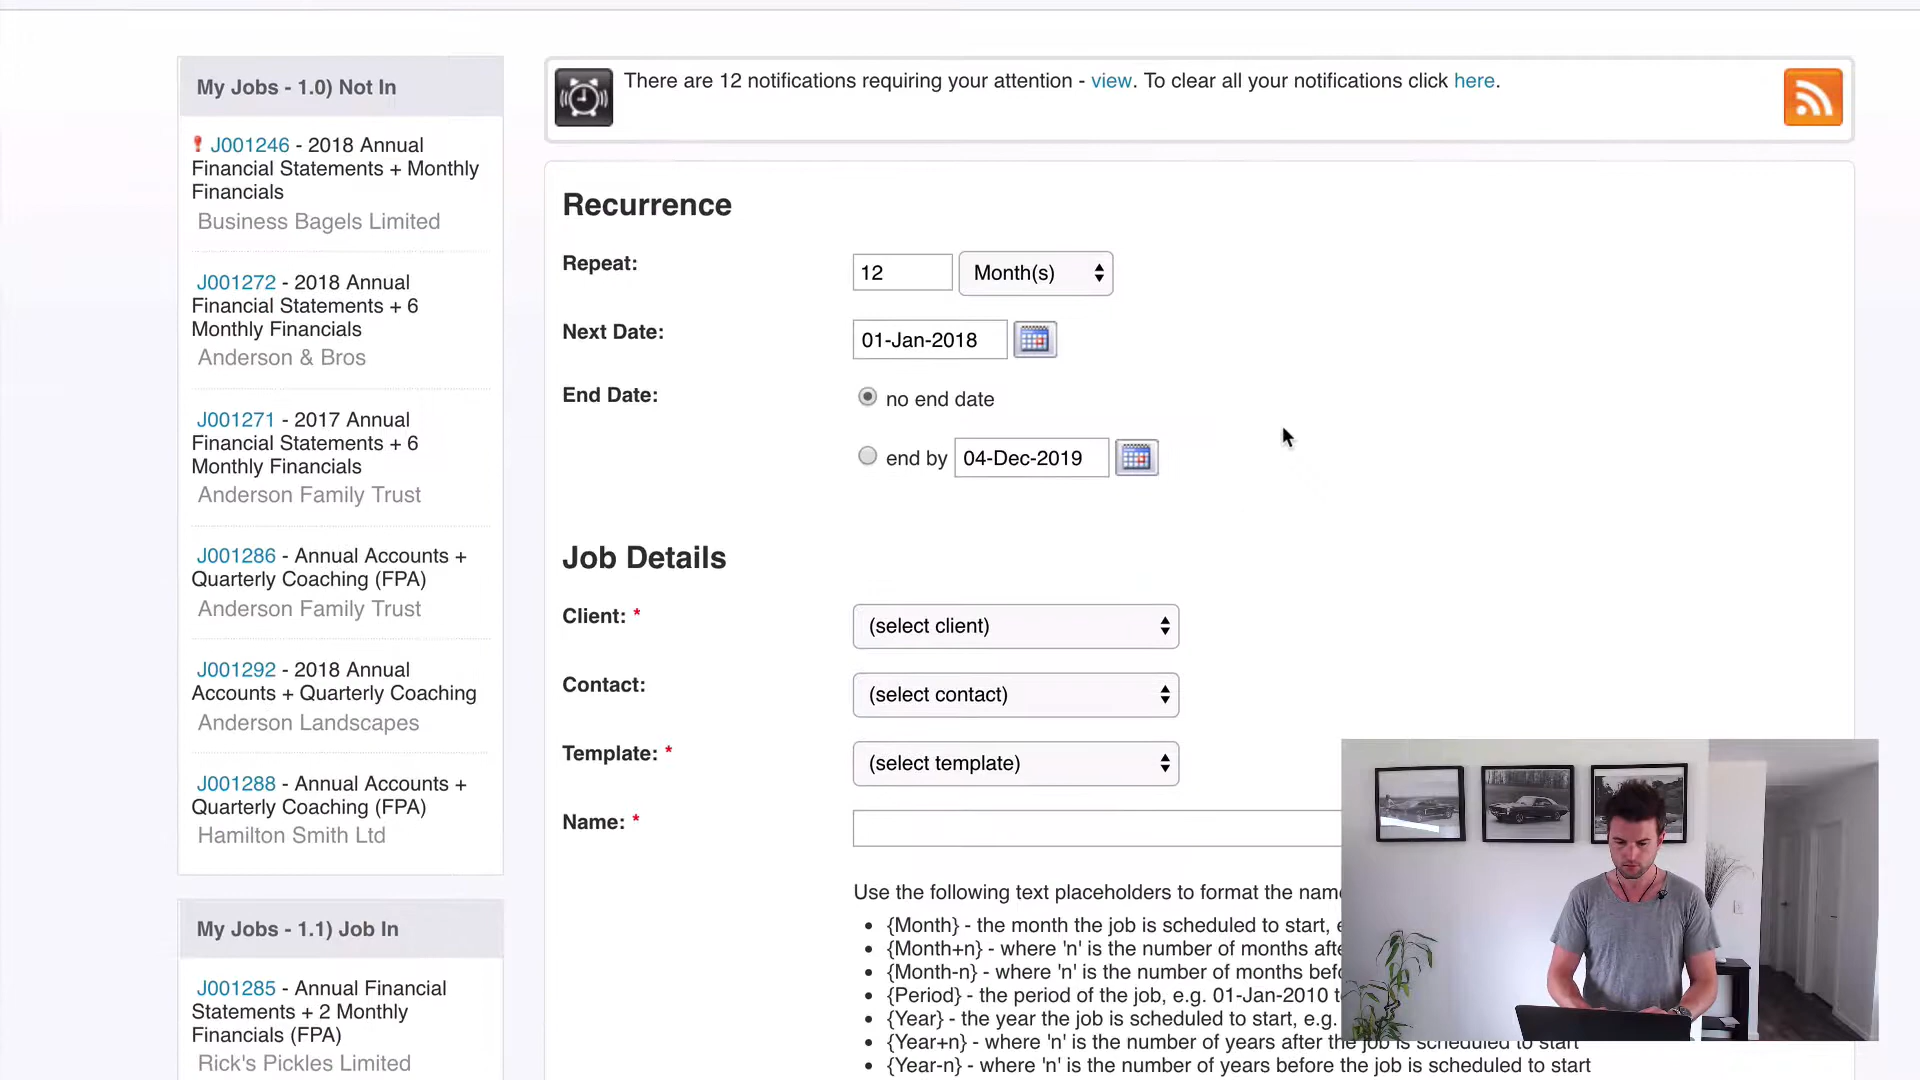 My Jobs - 1.0) Not In
J001246 - 2018 Annual
Financial Statements + Monthly
Financials
Business Bagels Limited
J001272 - 2018 Annual
Financial Statements + 6
Monthly Financials
Anderson & Bros
J001271 - 2017 Annual
Financial Statements + 6
Monthly Financials
Anderson Family Trust
J001286 - Annual Accounts +
Quarterly Coaching (FPA)
Anderson Family Trust
J001292 - 2018 Annual
Accounts + Quarterly Coaching
Anderson Landscapes
J001288 - Annual Accounts +
Quarterly Coaching (FPA)
Hamilton Smith Ltd
My Jobs - 1.1) Job In
J001285 - Annual Financial
Statements + 2 Monthly
Financials (FPA)
Rick's Pickles Limited
There are 12 notifications requiring your attention - view. To clear all your notifications click here.
Recurrence
Repeat: 12 Month(s)
Next Date: 01-Jan-2018
End Date: no end date
end by 04-Dec-2019
Job Details
Client: * (select client)
Contact: (select contact)
Template: * (select template)
Name: *
Use the following text placeholders to format the
{Month} - the month the job is scheduled to start,
{Month+n} - where 'n' is the number of months
{Month-n} - where 'n' is the number of months
{Period} - the period of the job, e.g. 01-Jan-2010
{Year} - the year the job is scheduled to start, e.g.
{Year+n} - where 'n' is the number of years after the job is scheduled to start
{Year-n} - where 'n' is the number of years before the job is scheduled to start